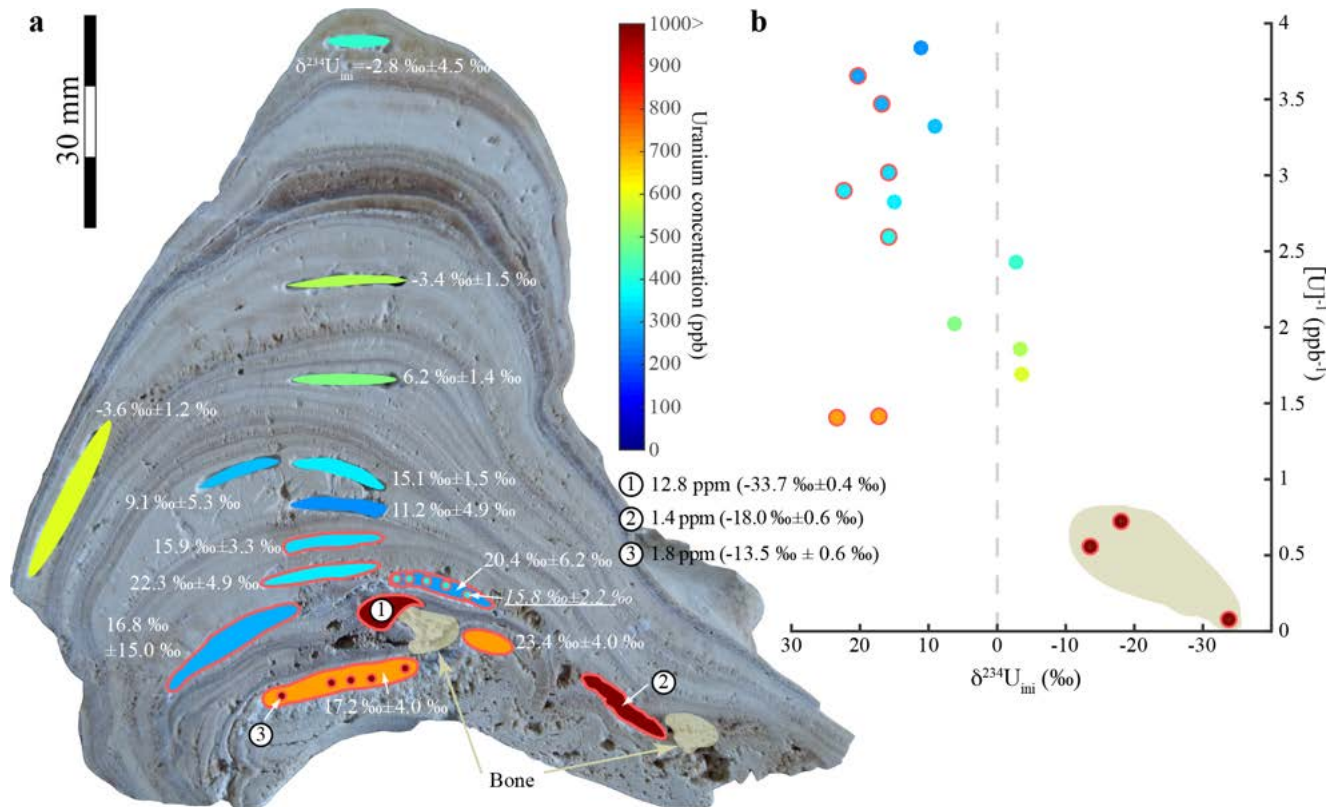 a
30 mm
δ²³⁴U_ini=-2.8 ‰±4.5 ‰
-3.4 ‰±1.5 ‰
6.2 ‰±1.4 ‰
-3.6 ‰±1.2 ‰
15.1 ‰±1.5 ‰
9.1 ‰±5.3 ‰
11.2 ‰±4.9 ‰
15.9 ‰±3.3 ‰
22.3 ‰±4.9 ‰
20.4 ‰±6.2 ‰
15.8 ‰±2.2 ‰
16.8 ‰
±15.0 ‰
1
23.4 ‰±4.0 ‰
2
17.2 ‰±4.0 ‰
3
Bone
1000>
900
800
700
600
500
400
300
200
100
0
Uranium concentration (ppb)
1 12.8 ppm (-33.7 ‰±0.4 ‰)
2 1.4 ppm (-18.0 ‰±0.6 ‰)
3 1.8 ppm (-13.5 ‰ ± 0.6 ‰)
b
4
3.5
3
2.5
2
1.5
1
0.5
0
[U]⁻¹ (ppb⁻¹)
30 20 10 0 -10 -20 -30
δ²³⁴U_ini (‰)